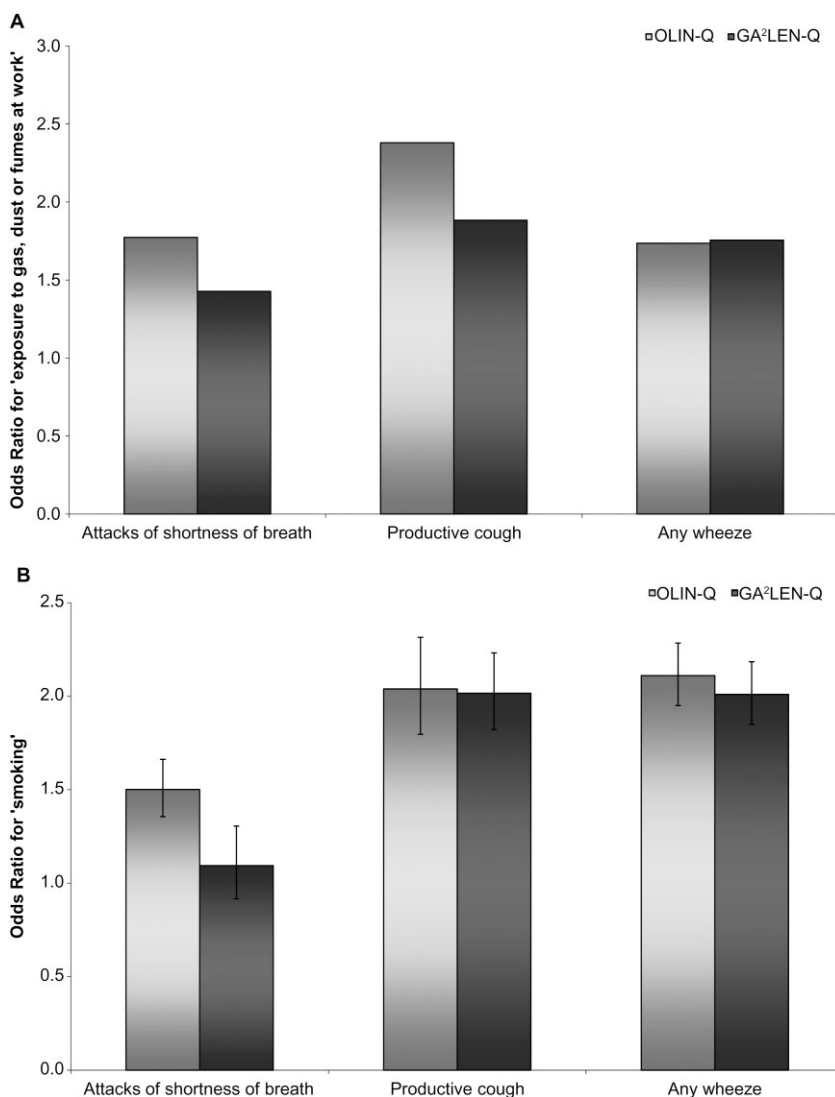 A
OLIN-Q GA²LEN-Q
Odds Ratio for 'exposure to gas, dust or fumes at work'
3.0
2.5
2.0
1.5
1.0
0.5
0.0
Attacks of shortness of breath Productive cough Any wheeze
B
OLIN-Q GA²LEN-Q
Odds Ratio for 'smoking'
2.5
2.0
1.5
1.0
0.5
0.0
Attacks of shortness of breath Productive cough Any wheeze